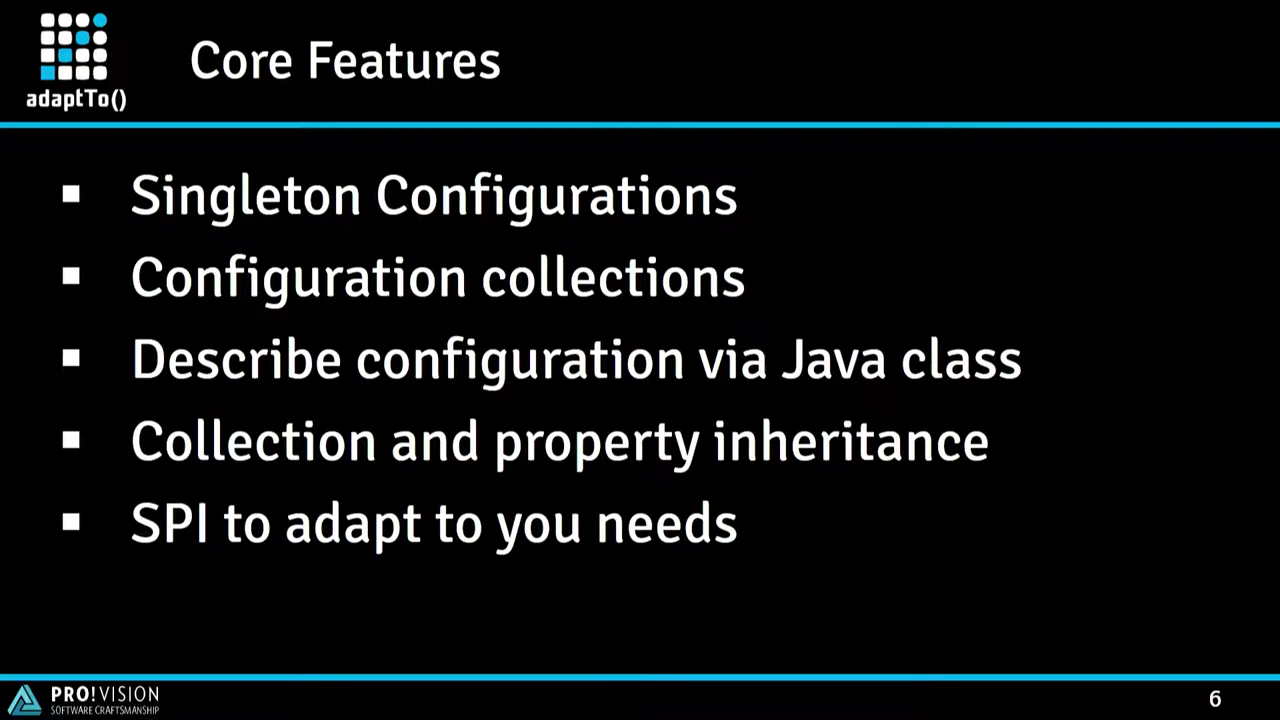 adaptTo()
Core Features
Singleton Configurations
Configuration collections
Describe configuration via Java class
Collection and property inheritance
SPI to adapt to you needs
PRO!VISION
SOFTWARE CRAFTSMANSHIP
6